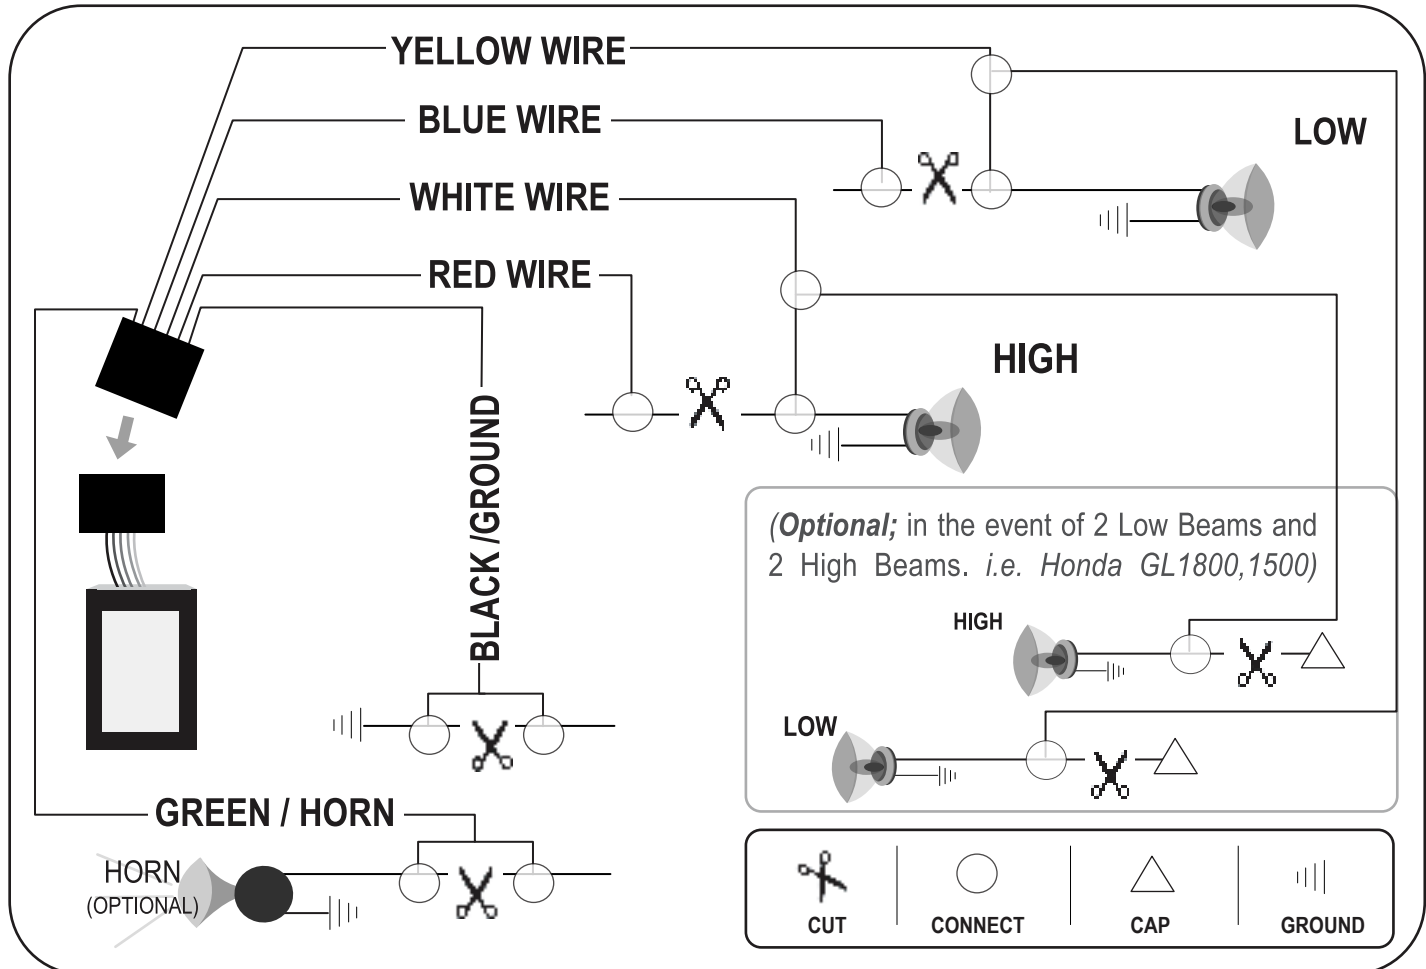 YELLOW WIRE
BLUE WIRE
LOW
WHITE WIRE
RED WIRE
HIGH
BLACK /GROUND
(Optional; in the event of 2 Low Beams and
2 High Beams. i.e. Honda GL1800,1500)
HIGH
LOW
GREEN / HORN
HORN
(OPTIONAL)
CUT
CONNECT
CAP
GROUND